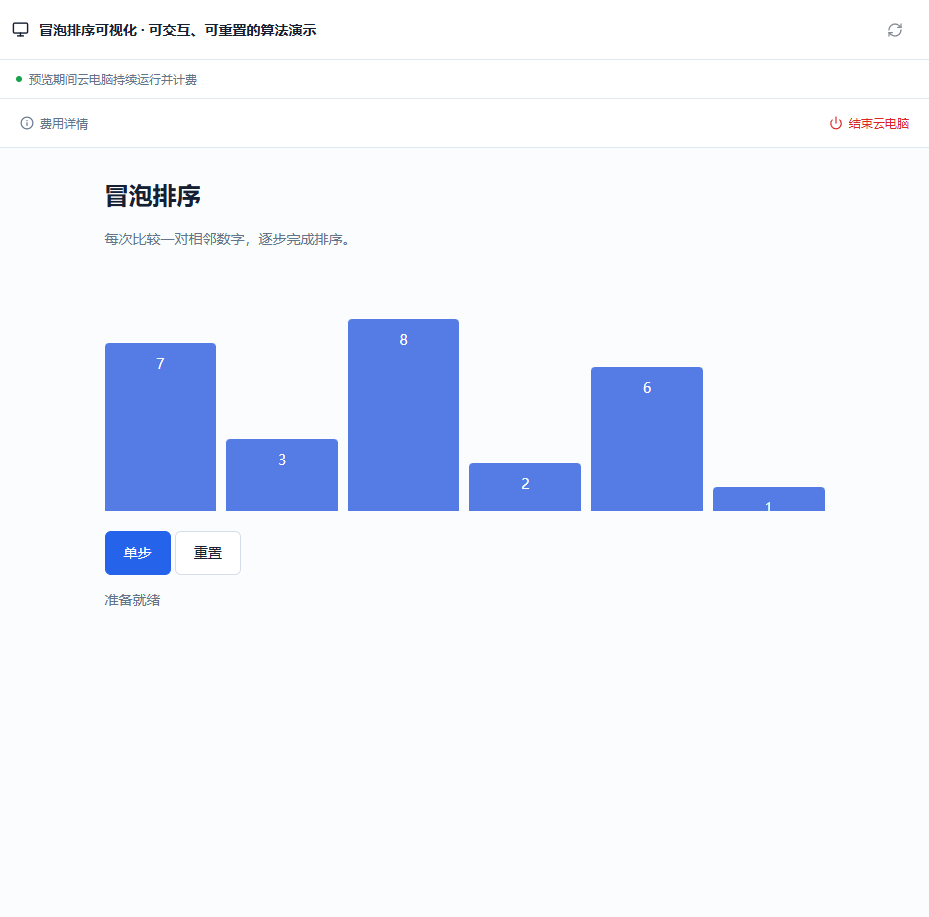 冒泡排序可视化 · 可交互、可重置的算法演示
预览期间云电脑持续运行并计费
费用详情
结束云电脑
冒泡排序
每次比较一对相邻数字，逐步完成排序。
7
3
8
2
6
1
单步
重置
准备就绪